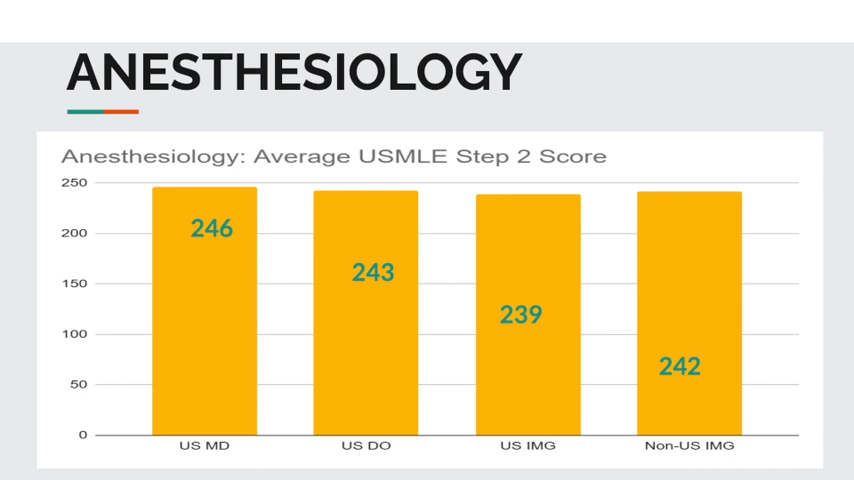 ANESTHESIOLOGY
Anesthesiology: Average USMLE Step 2 Score
250
200
150
100
50
0
246
243
239
242
US MD
US DO
US IMG
Non-US IMG